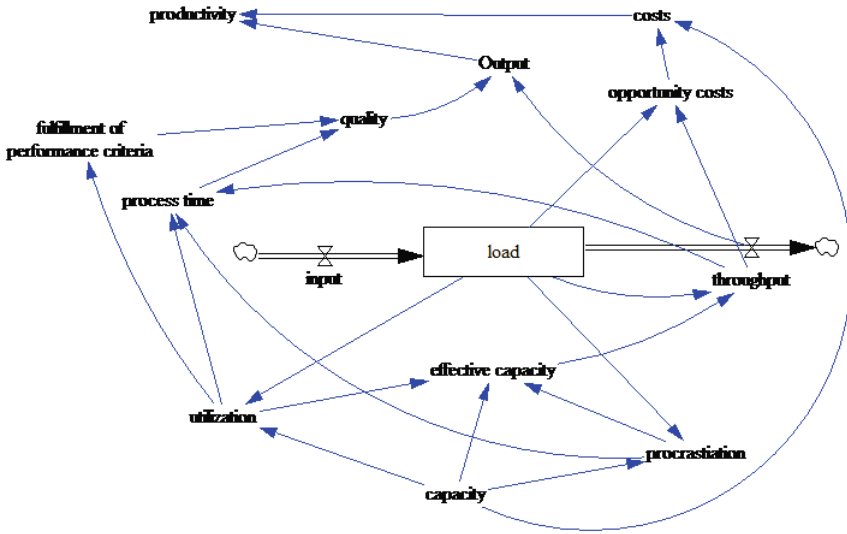 productivity
costs
Output
opportunity costs
quality
fulfillment of
performance criteria
process time
load
input
throughput
effective capacity
utilization
procrastiation
capacity